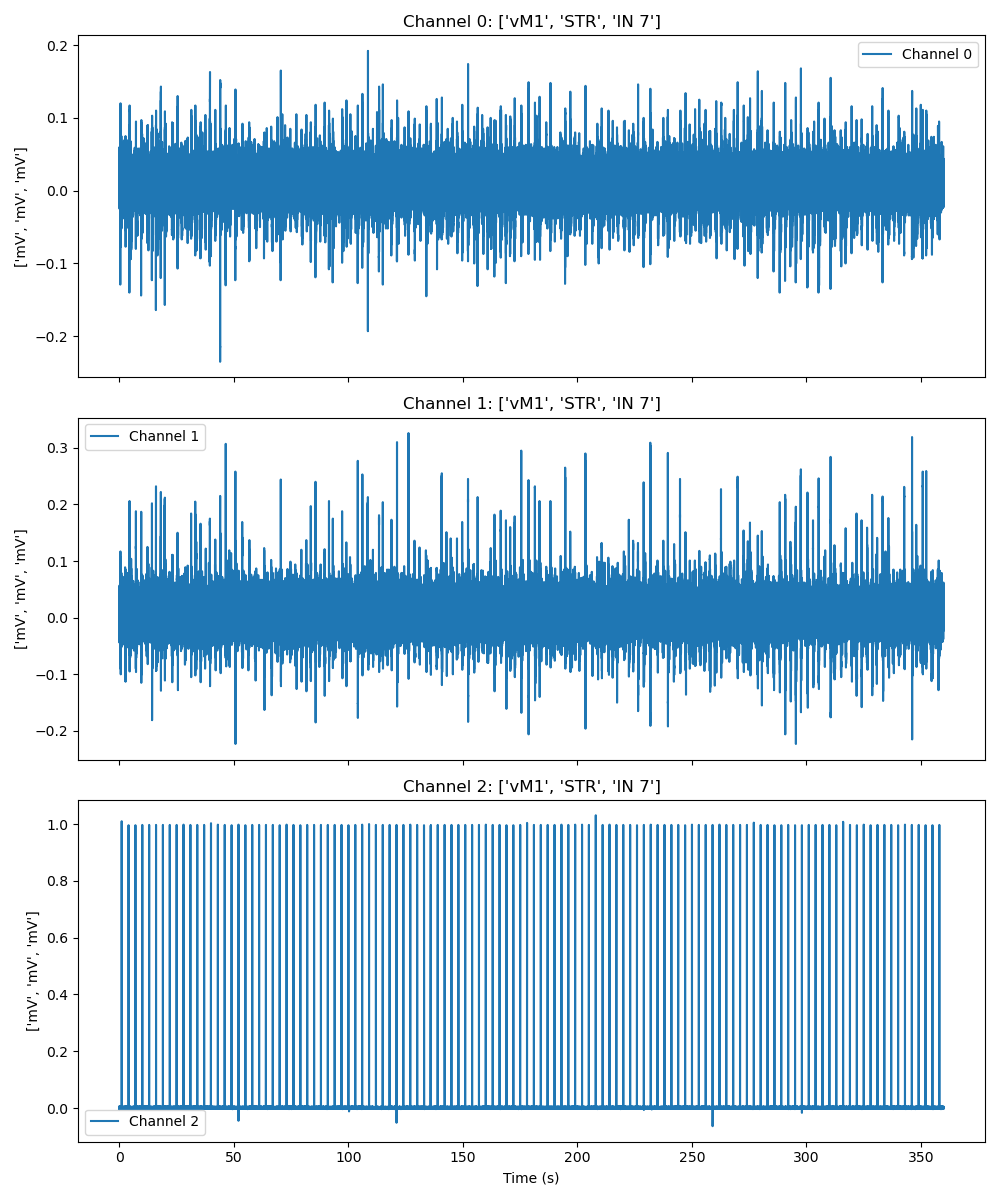 Channel 0: ['vM1', 'STR', 'IN 7']
Channel 0
0.2
0.1
0.0
−0.1
−0.2
['mV', 'mV', 'mV']
Channel 1: ['vM1', 'STR', 'IN 7']
Channel 1
0.3
0.2
0.1
0.0
−0.1
−0.2
['mV', 'mV', 'mV']
Channel 2: ['vM1', 'STR', 'IN 7']
1.0
0.8
0.6
0.4
0.2
0.0
['mV', 'mV', 'mV']
Channel 2
0 50 100 150 200 250 300 350
Time (s)